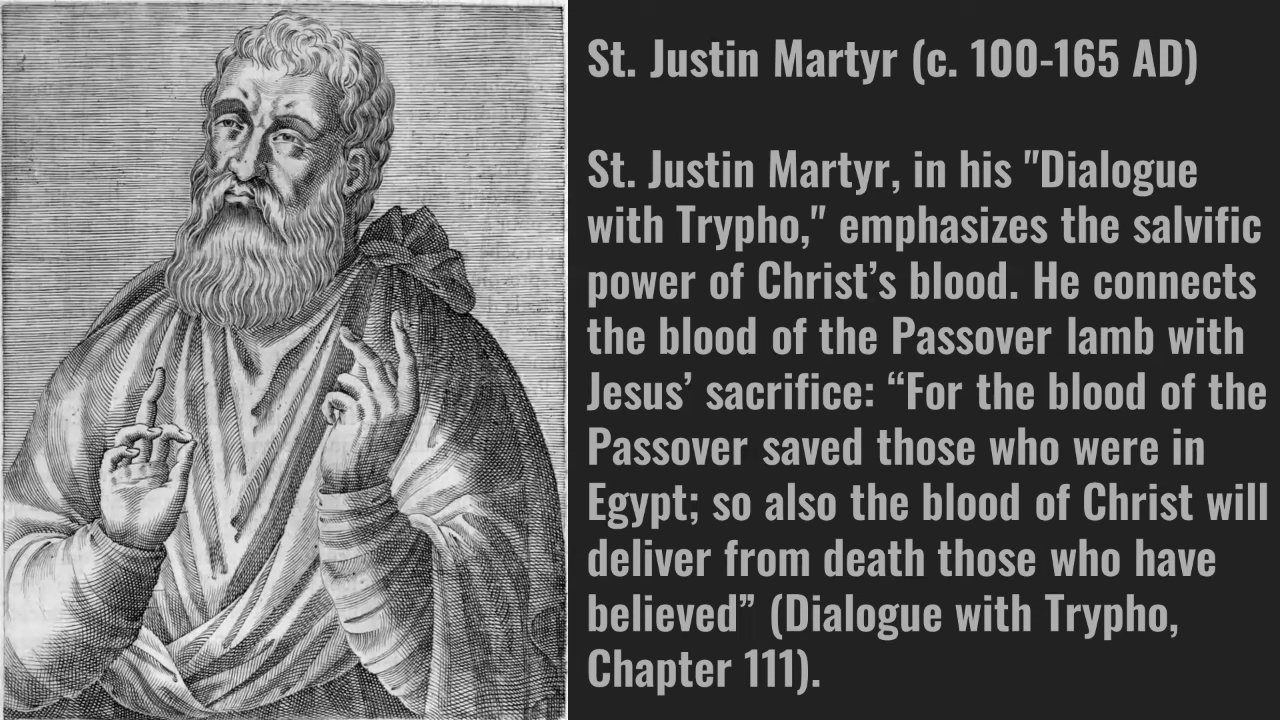 St. Justin Martyr (c. 100-165 AD)
St. Justin Martyr, in his "Dialogue
with Trypho," emphasizes the salvific
power of Christ’s blood. He connects
the blood of the Passover lamb with
Jesus’ sacrifice: “For the blood of the
Passover saved those who were in
Egypt; so also the blood of Christ will
deliver from death those who have
believed” (Dialogue with Trypho,
Chapter 111).